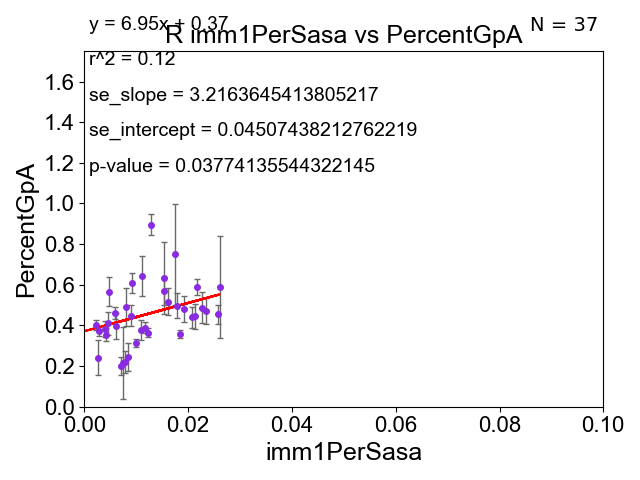 y = 6.95x + 0.37
N = 37
R imm1PerSasa vs PercentGpA
r^2 = 0.12
se_slope = 3.2163645413805217
se_intercept = 0.04507438212762219
p-value = 0.03774135544322145
PercentGpA
1.6
1.4
1.2
1.0
0.8
0.6
0.4
0.2
0.0
0.00 0.02 0.04 0.06 0.08 0.10
imm1PerSasa